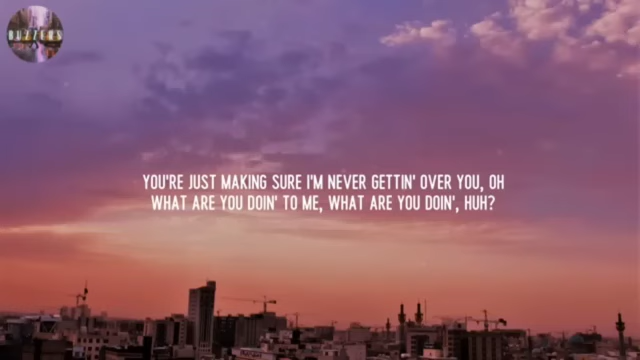 BUZZERS
YOU'RE JUST MAKING SURE I'M NEVER GETTIN' OVER YOU, OH
WHAT ARE YOU DOIN' TO ME, WHAT ARE YOU DOIN', HUH?